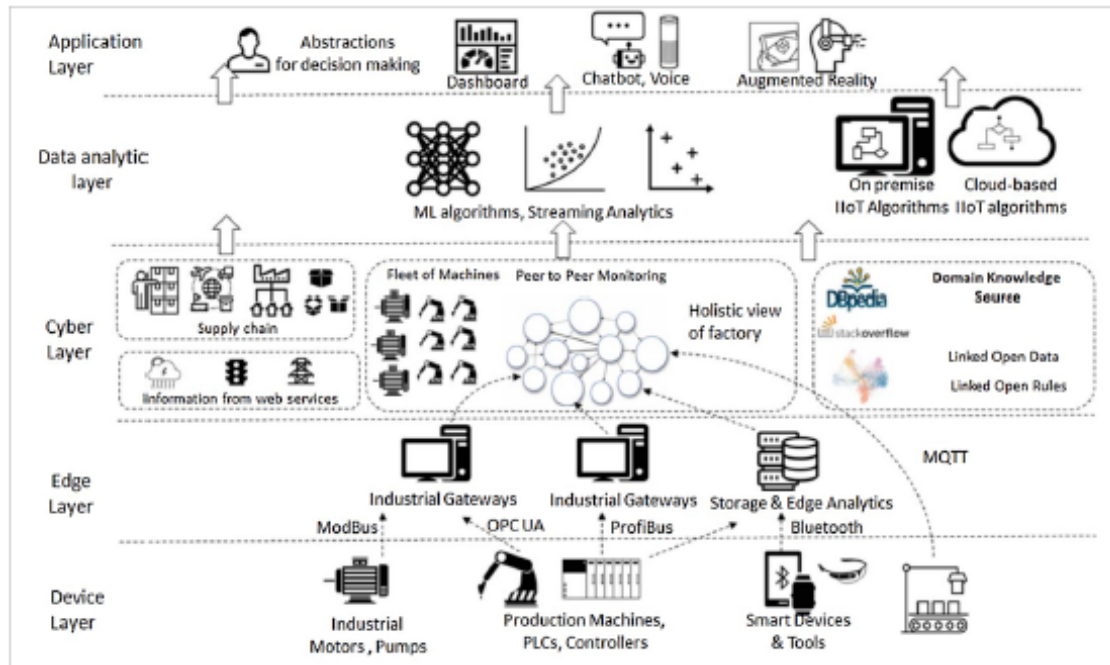 Application
Layer
Abstractions
for decision making
Dashboard
Chatbot, Voice
Augmented Reality
Data analytic
layer
ML algorithms, Streaming Analytics
On premise
IIoT Algorithms
Cloud-based
IIoT algorithms
Cyber
Layer
Supply chain
IInformation from web services
Fleet of Machines
Peer to Peer Monitoring
Holistic view
of factory
DBpedia
stackoverflow
Domain Knowledge
Source
Linked Open Data
Linked Open Rules
Edge
Layer
Industrial Gateways
Industrial Gateways
Storage & Edge Analytics
MQTT
ModBus
OPC UA
ProfiBus
Bluetooth
Device
Layer
Industrial
Motors , Pumps
Production Machines,
PLCs, Controllers
Smart Devices
& Tools